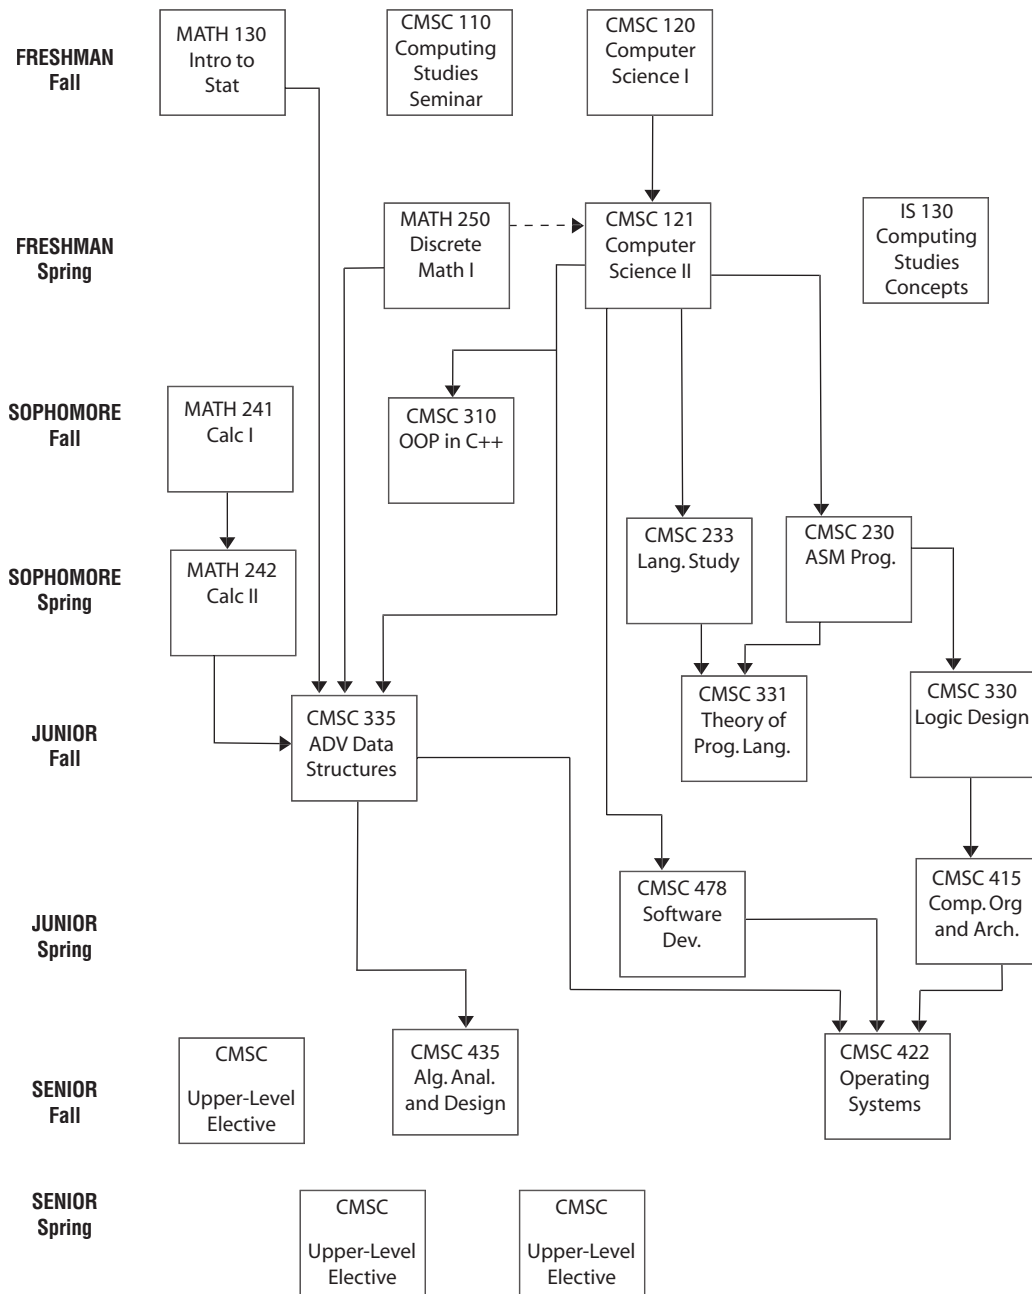 FRESHMAN
Fall
MATH 130
Intro to
Stat
CMSC 110
Computing
Studies
Seminar
CMSC 120
Computer
Science I
FRESHMAN
Spring
MATH 250
Discrete
Math I
CMSC 121
Computer
Science II
IS 130
Computing
Studies
Concepts
SOPHOMORE
Fall
MATH 241
Calc I
CMSC 310
OOP in C++
SOPHOMORE
Spring
MATH 242
Calc II
CMSC 233
Lang. Study
CMSC 230
ASM Prog.
JUNIOR
Fall
CMSC 335
ADV Data
Structures
CMSC 331
Theory of
Prog. Lang.
CMSC 330
Logic Design
JUNIOR
Spring
CMSC 478
Software
Dev.
CMSC 415
Comp. Org
and Arch.
SENIOR
Fall
CMSC
Upper-Level
Elective
CMSC 435
Alg. Anal.
and Design
CMSC 422
Operating
Systems
SENIOR
Spring
CMSC
Upper-Level
Elective
CMSC
Upper-Level
Elective